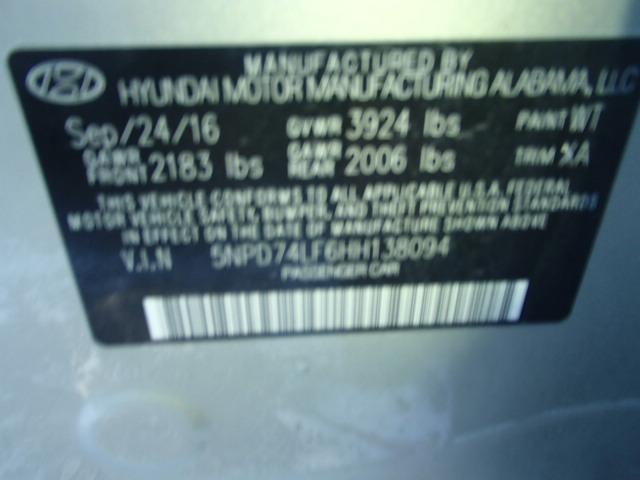 MANUFACTURED BY
HYUNDAI MOTOR MANUFACTURING ALABAMA, LLC
Sep/24/16 GVWR 3924 lbs PAINT WT
GAWR FRONT 2183 lbs GAWR REAR 2006 lbs TRIM XA
THIS VEHICLE CONFORMS TO ALL APPLICABLE U.S.A. FEDERAL
MOTOR VEHICLE SAFETY, BUMPER, AND THEFT PREVENTION STANDARDS
IN EFFECT ON THE DATE OF MANUFACTURE SHOWN ABOVE
V.I.N 5NPD74LF6HH138094
PASSENGER CAR